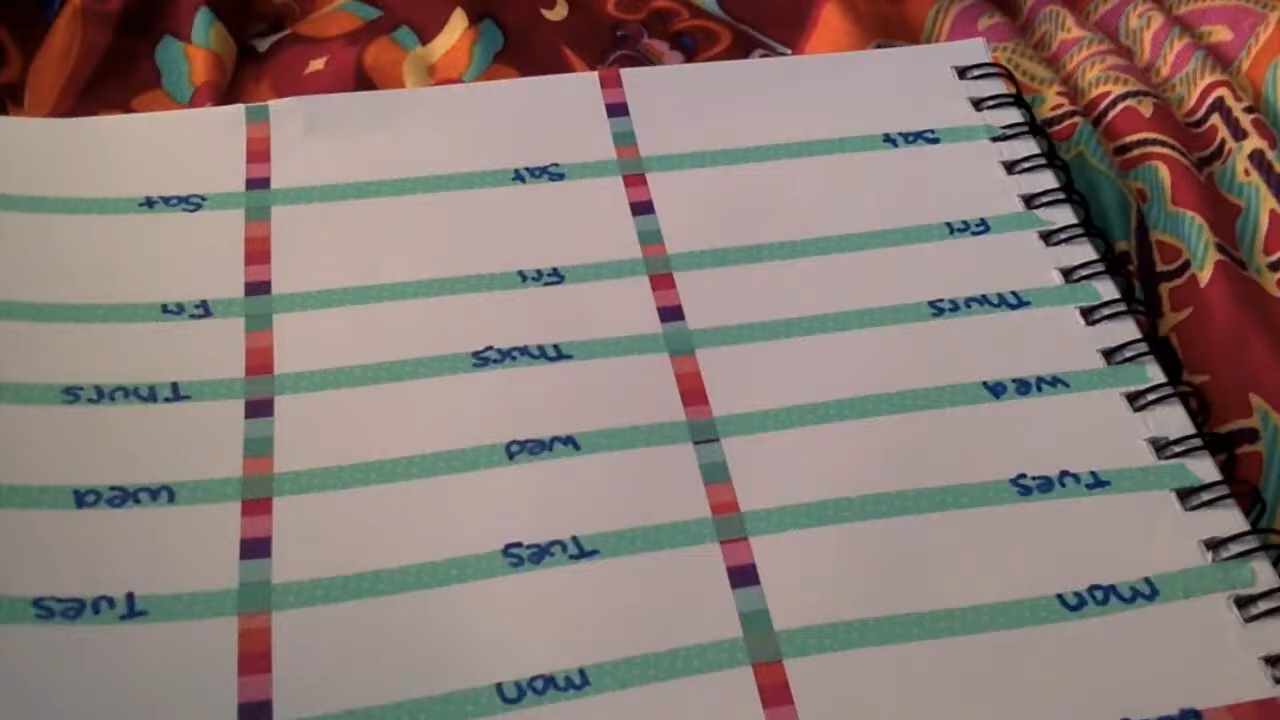 mon mon
Tues Tues Tues
wed wed wed
Thurs Thurs Thurs
Fri Fri Fri
Sat Sat Sat